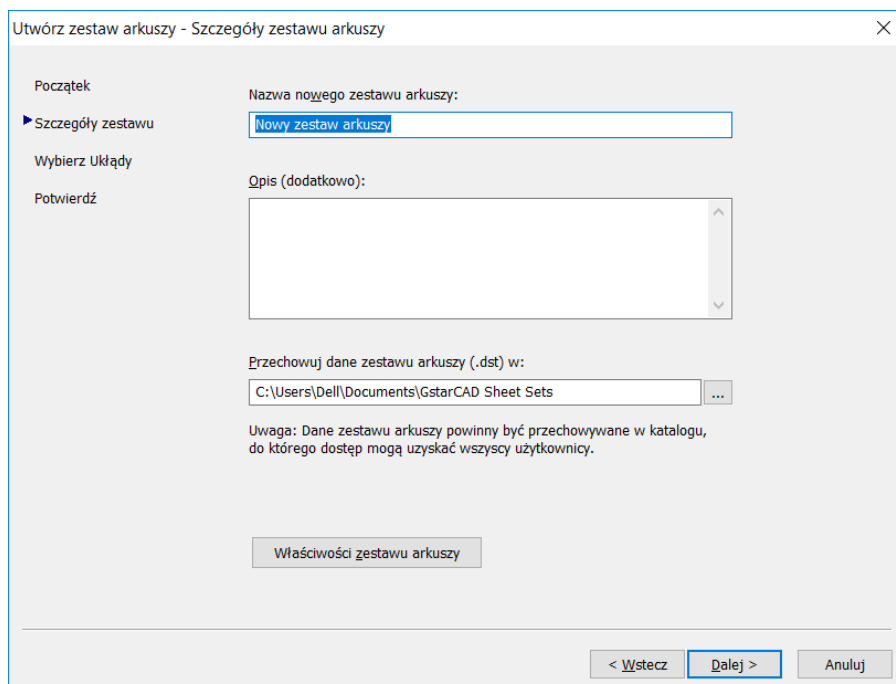 Utwórz zestaw arkuszy - Szczegóły zestawu arkuszy
Początek
Szczegóły zestawu
Wybierz Ukłądy
Potwierdź
Nazwa nowego zestawu arkuszy:
Nowy zestaw arkuszy
Opis (dodatkowo):
Przechowuj dane zestawu arkuszy (.dst) w:
C:\Users\Dell\Documents\GstarCAD Sheet Sets
...
Uwaga: Dane zestawu arkuszy powinny być przechowywane w katalogu,
do którego dostęp mogą uzyskać wszyscy użytkownicy.
Właściwości zestawu arkuszy
< Wstecz
Dalej >
Anuluj